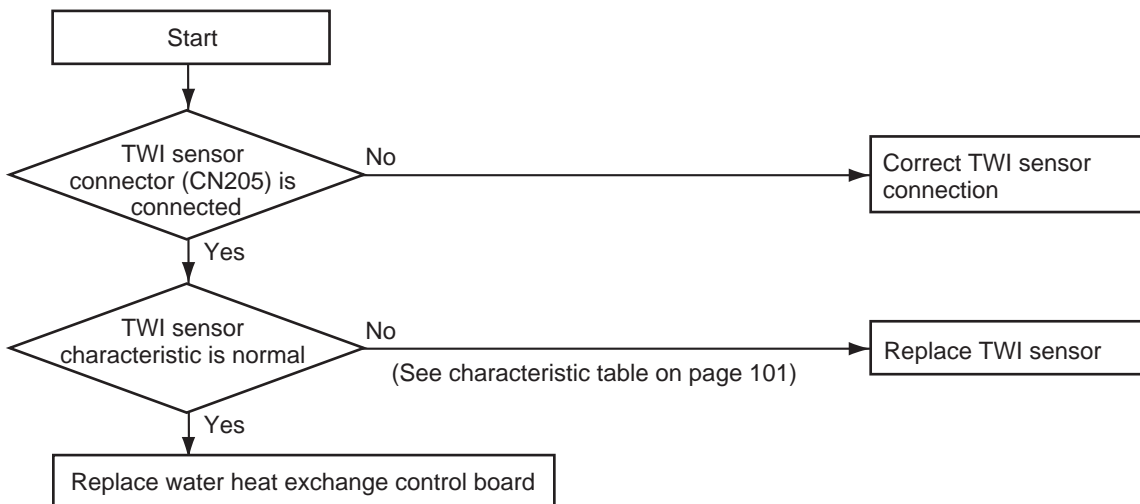 Start
TWI sensor
connector (CN205) is
connected
No
Correct TWI sensor
connection
Yes
TWI sensor
characteristic is normal
No
(See characteristic table on page 101)
Replace TWI sensor
Yes
Replace water heat exchange control board